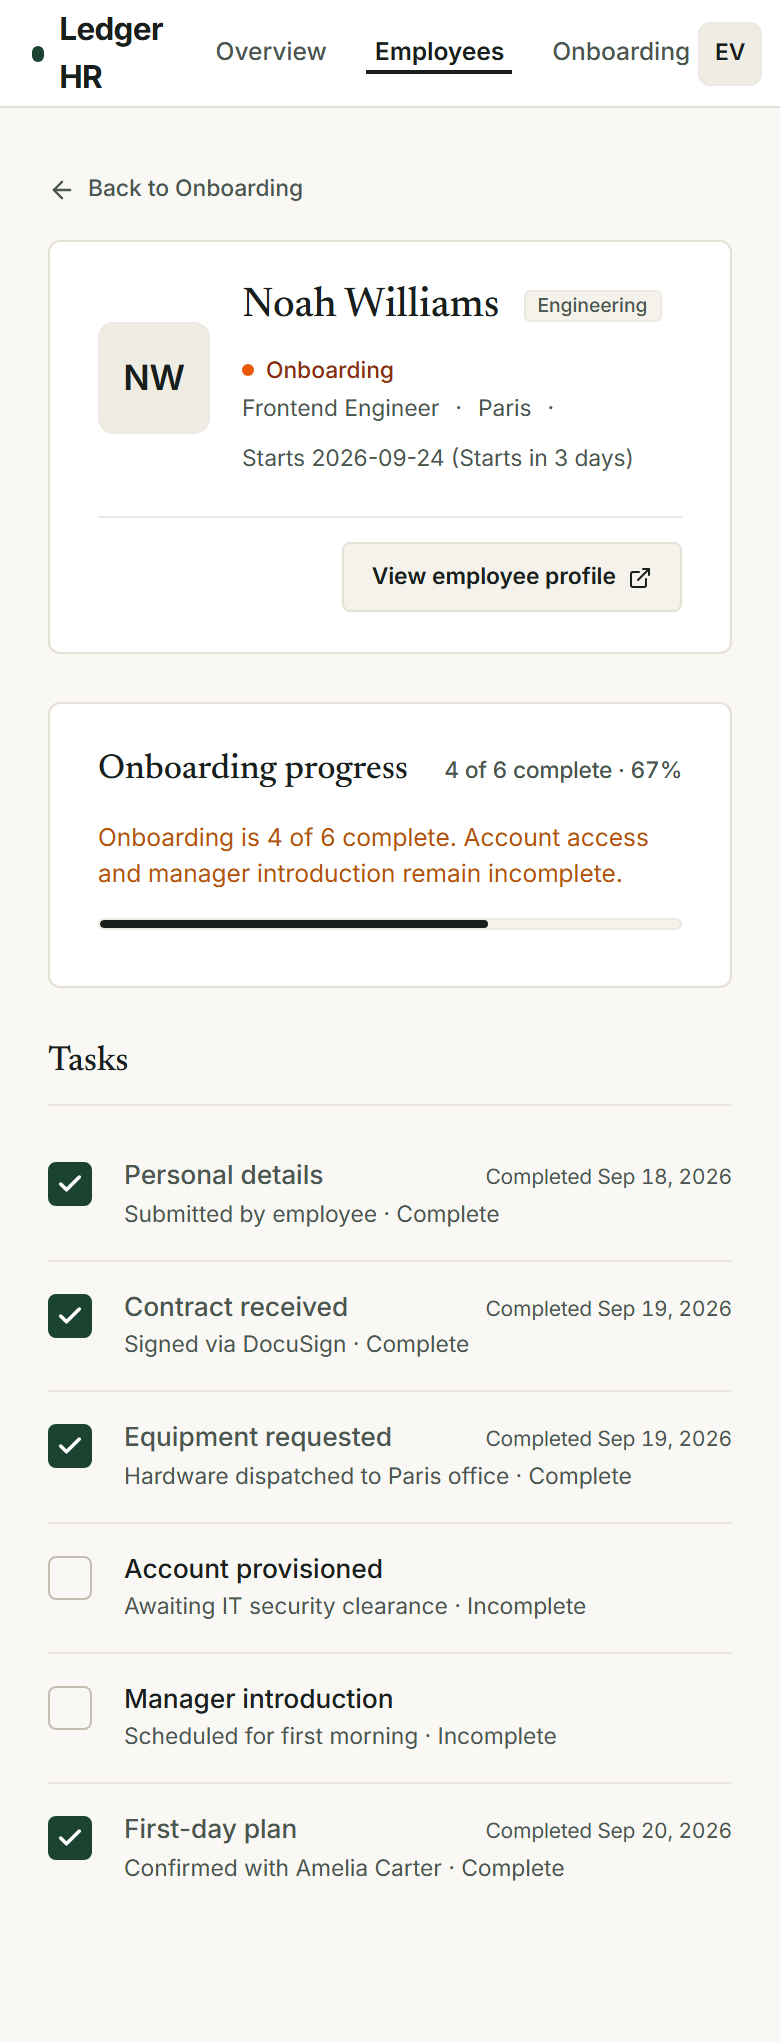 Ledger
HR
Overview
Employees
Onboarding
EV
Back to Onboarding
NW
Noah Williams
Engineering
Onboarding
Frontend Engineer · Paris ·
Starts 2026-09-24 (Starts in 3 days)
View employee profile
Onboarding progress
4 of 6 complete · 67%
Onboarding is 4 of 6 complete. Account access
and manager introduction remain incomplete.
Tasks
Personal details
Completed Sep 18, 2026
Submitted by employee · Complete
Contract received
Completed Sep 19, 2026
Signed via DocuSign · Complete
Equipment requested
Completed Sep 19, 2026
Hardware dispatched to Paris office · Complete
Account provisioned
Awaiting IT security clearance · Incomplete
Manager introduction
Scheduled for first morning · Incomplete
First-day plan
Completed Sep 20, 2026
Confirmed with Amelia Carter · Complete